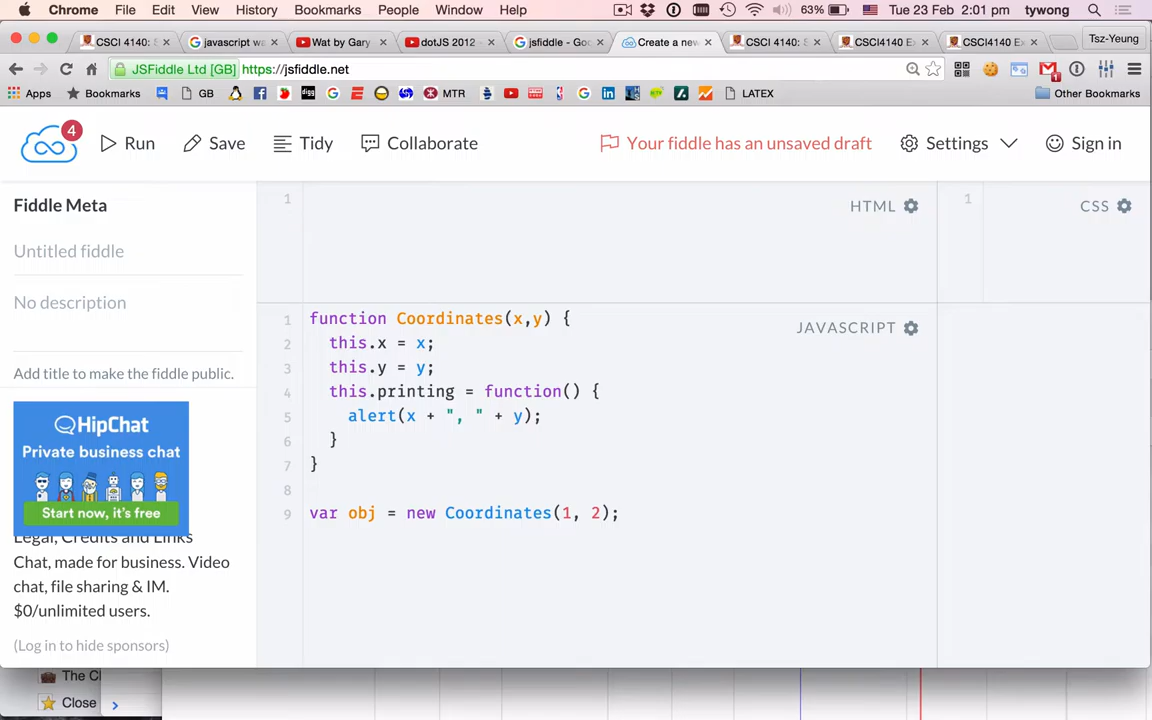 Chrome File Edit View History Bookmarks People Window Help 63% Tue 23 Feb 2:01 pm tywong
CSCI 4140: S javascript wa Wat by Gary dotJS 2012 - jsfiddle - Goo Create a new CSCI 4140: S CSCI4140 Ex CSCI4140 Ex Tsz-Yeung
JSFiddle Ltd [GB] https://jsfiddle.net
Apps Bookmarks GB MTR LATEX Other Bookmarks
4 Run Save Tidy Collaborate Your fiddle has an unsaved draft Settings Sign in
Fiddle Meta
Untitled fiddle
No description
Add title to make the fiddle public.
HipChat
Private business chat
Start now, it's free
Legal, Credits and Links
Chat, made for business. Video
chat, file sharing & IM.
$0/unlimited users.
(Log in to hide sponsors)
1 HTML
1 CSS
JAVASCRIPT
1 function Coordinates(x,y) {
2 this.x = x;
3 this.y = y;
4 this.printing = function() {
5 alert(x + ", " + y);
6 }
7 }
8
9 var obj = new Coordinates(1, 2);
The Cl
Close